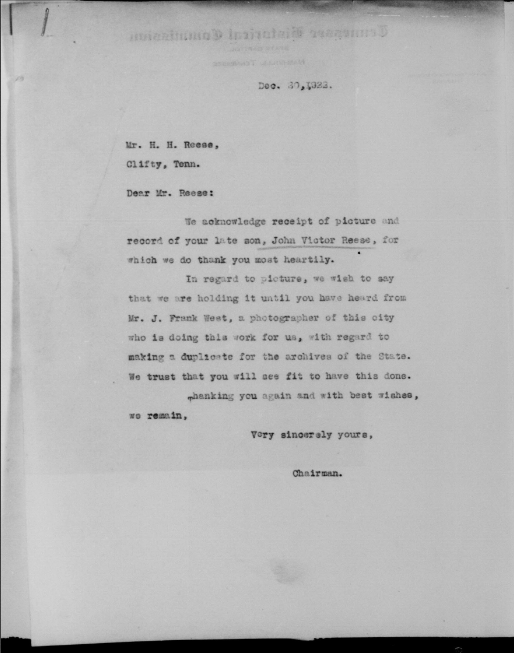 Tennessee Historical Commission
Dec. 30,1922.
Mr. H. H. Reese,
Clifty, Tenn.
Dear Mr. Reese:
We acknowledge receipt of picture and
record of your late son, John Victor Reese, for
which we do thank you most heartily.
In regard to picture, we wish to say
that we are holding it until you have heard from
Mr. J. Frank West, a photographer of this city
who is doing this work for us, with regard to
making a duplicate for the archives of the State.
We trust that you will see fit to have this done.
hanking you again and with best wishes,
we remain,
Very sincerely yours,
Chairman.